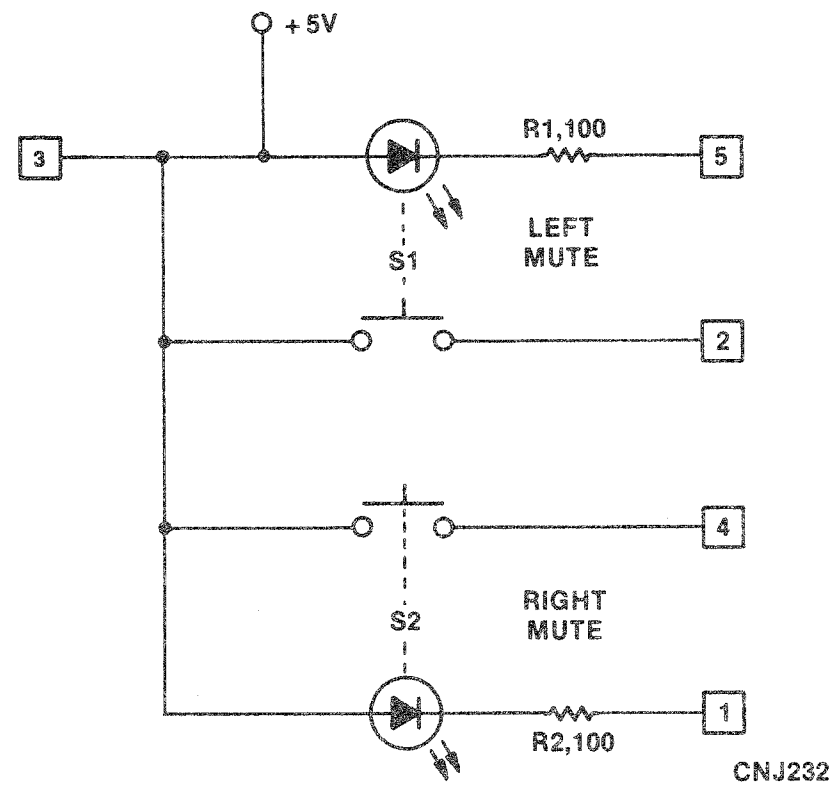 + 5V
3
R1,100
5
LEFT
MUTE
S1
2
4
RIGHT
MUTE
S2
1
R2,100
CNJ232